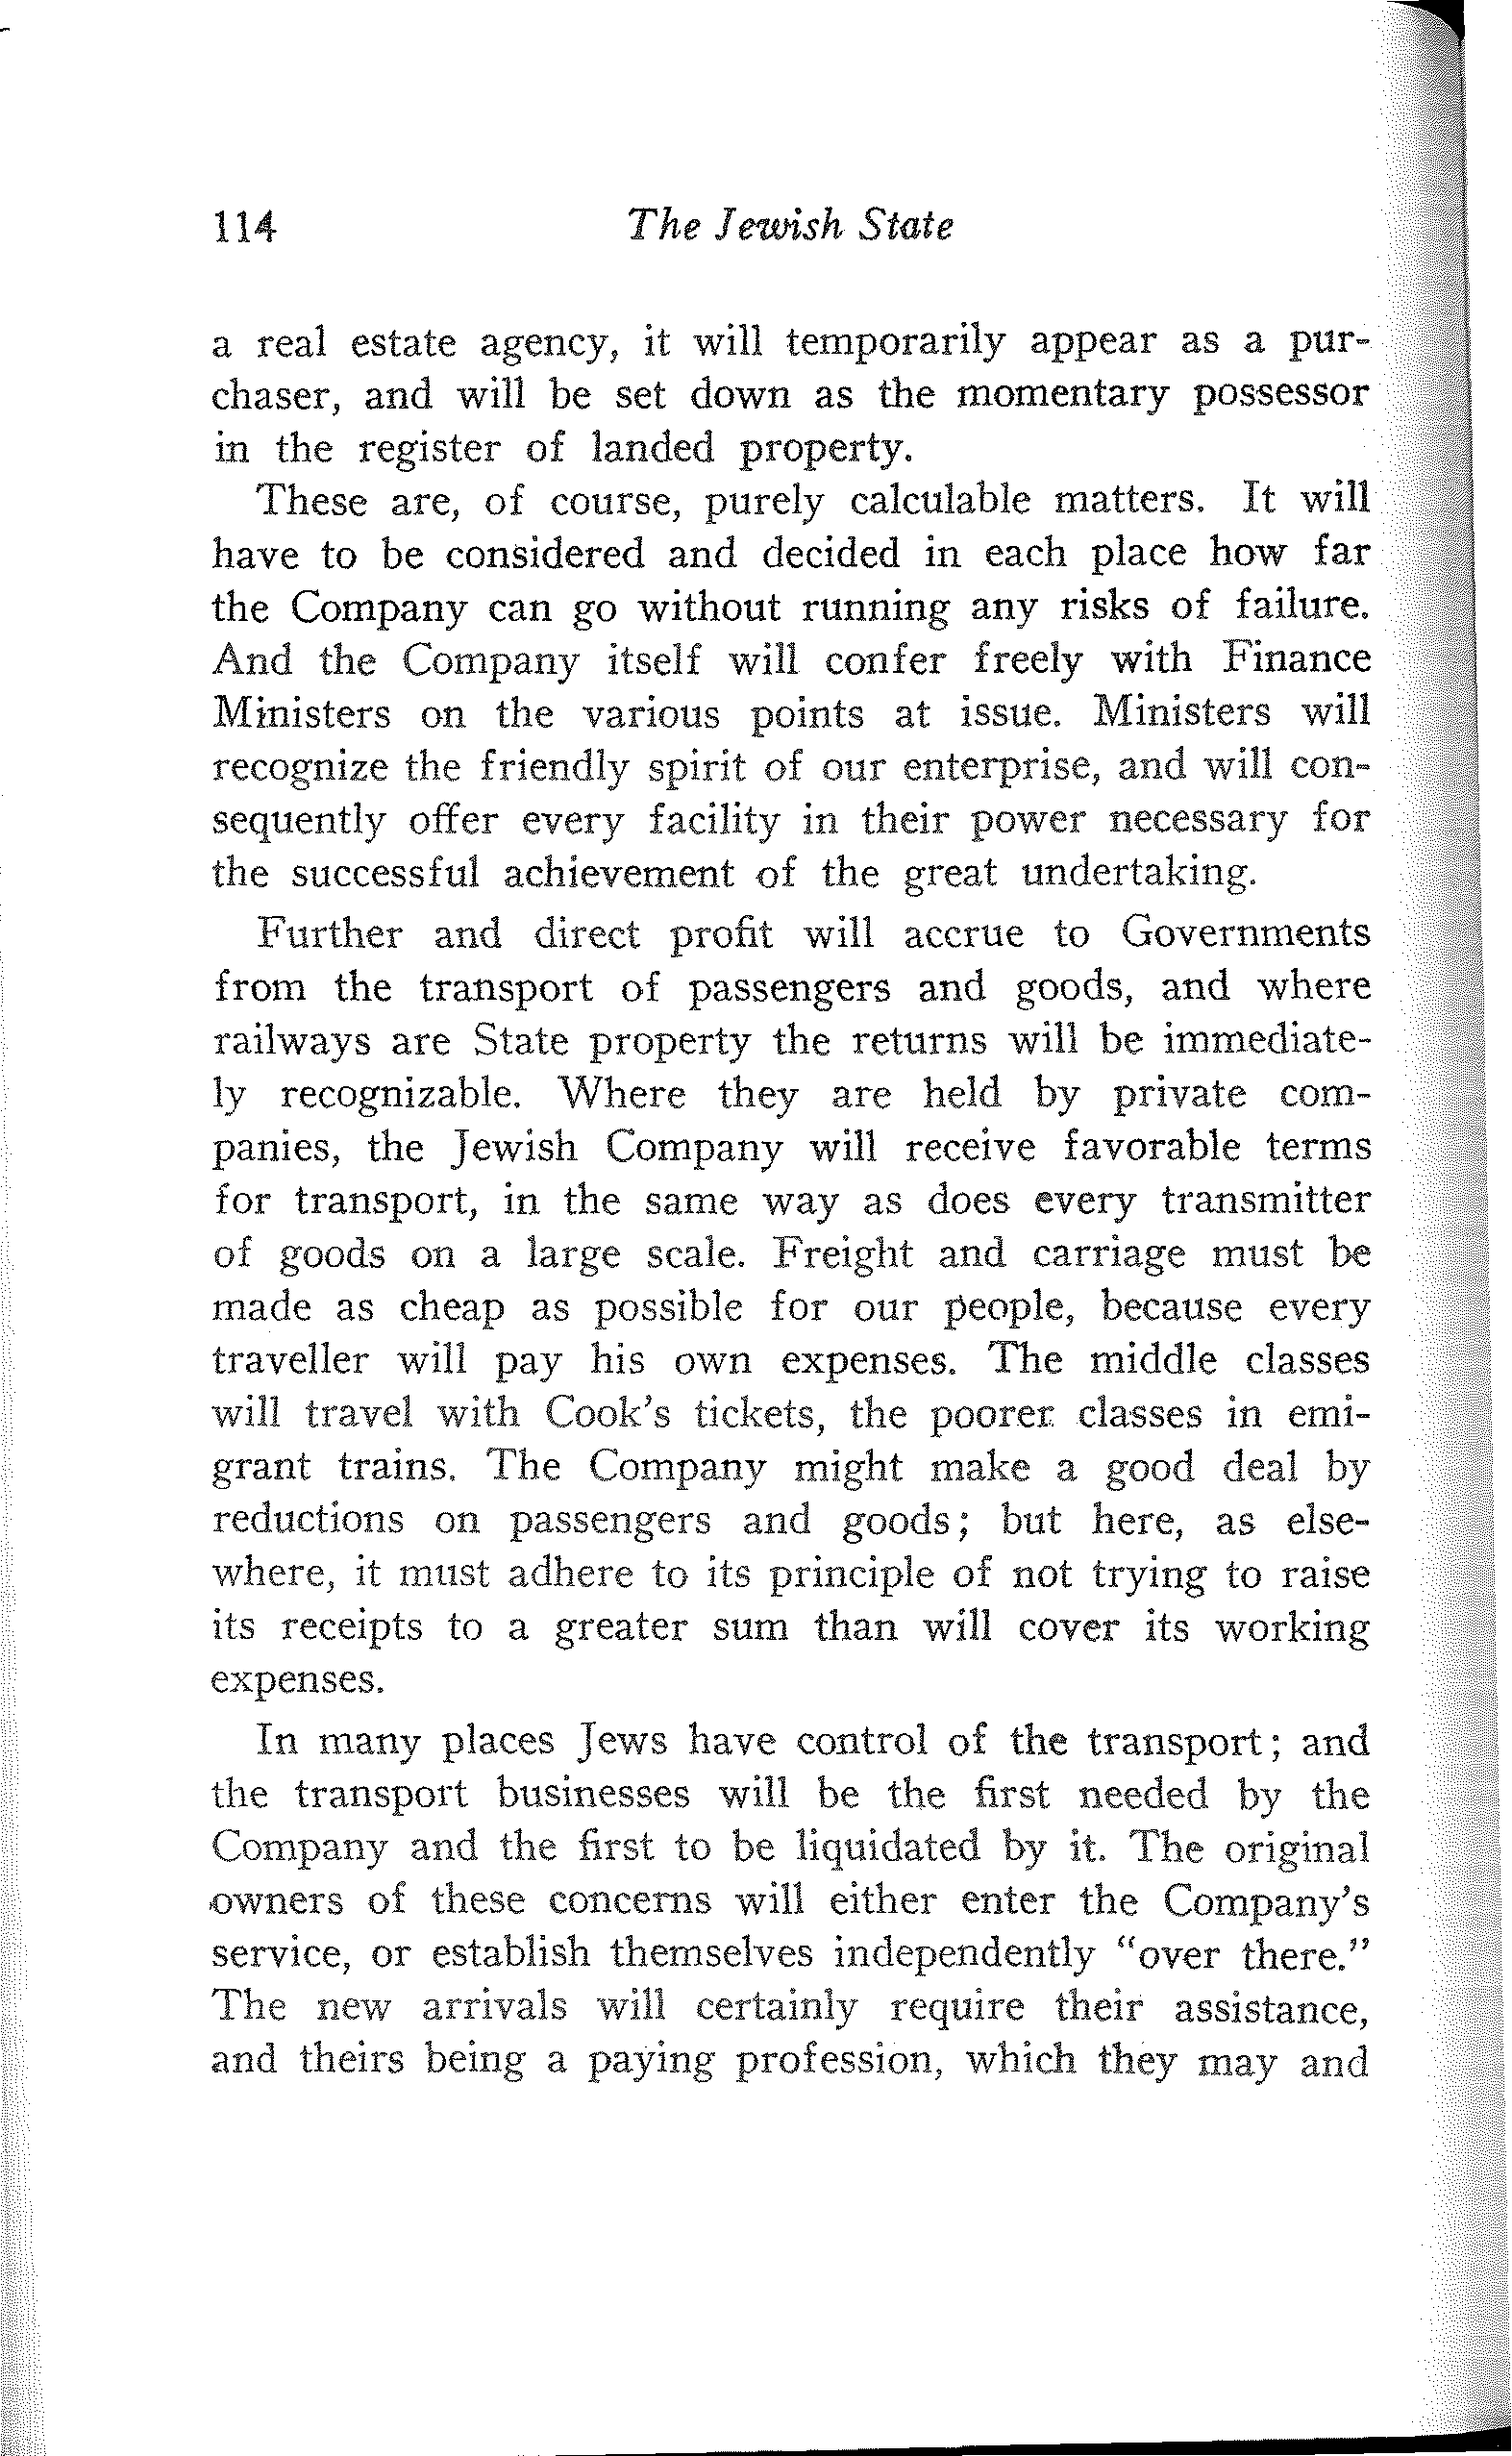 114 The Jewish State
a real estate agency, it will temporarily appear as a pur-
chaser, and will be set down as the momentary possessor
in the register of landed property.
These are, of course, purely calculable matters. It will
have to be considered and decided in each place how far
the Company can go without running any risks of failure.
And the Company itself will confer freely with Finance
Ministers on the various points at issue. Ministers will
recognize the friendly spirit of our enterprise, and will con-
sequently offer every facility in their power necessary for
the successful achievement of the great undertaking.
Further and direct profit will accrue to Governments
from the transport of passengers and goods, and where
railways are State property the returns will be immediate-
ly recognizable. Where they are held by private com-
panies, the Jewish Company will receive favorable terms
for transport, in the same way as does every transmitter
of goods on a large scale. Freight and carriage must be
made as cheap as possible for our people, because every
traveller will pay his own expenses. The middle classes
will travel with Cook's tickets, the poorer classes in emi-
grant trains. The Company might make a good deal by
reductions on passengers and goods; but here, as else-
where, it must adhere to its principle of not trying to raise
its receipts to a greater sum than will cover its working
expenses.
In many places Jews have control of the transport; and
the transport businesses will be the first needed by the
Company and the first to be liquidated by it. The original
owners of these concerns will either enter the Company's
service, or establish themselves independently "over there."
The new arrivals will certainly require their assistance,
and theirs being a paying profession, which they may and